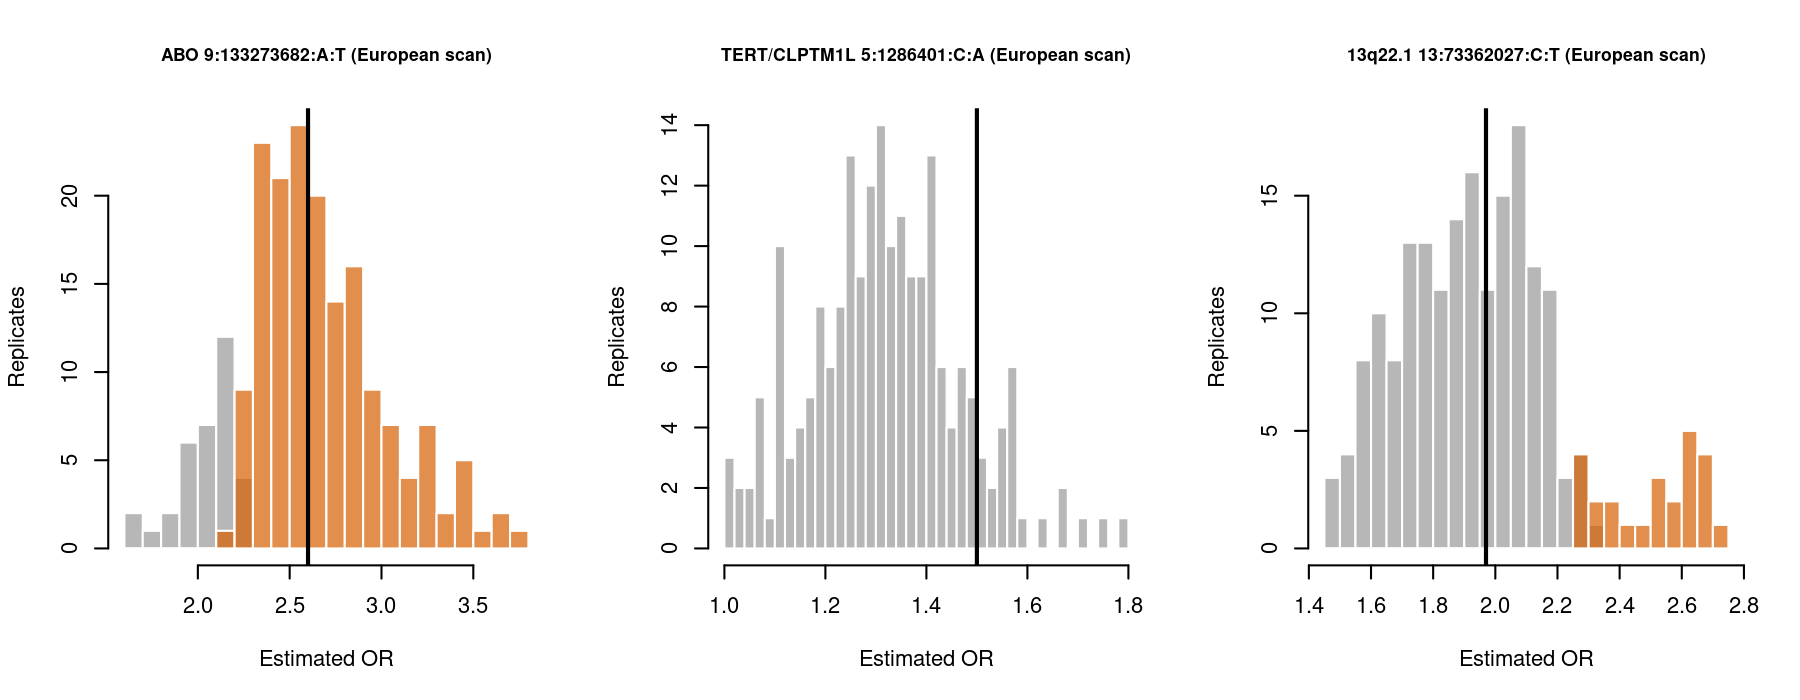 ABO 9:133273682:A:T (European scan)
Replicates
0
5
10
15
20
2.0 2.5 3.0 3.5
Estimated OR
TERT/CLPTM1L 5:1286401:C:A (European scan)
Replicates
0
2
4
6
8
10
12
14
1.0 1.2 1.4 1.6 1.8
Estimated OR
13q22.1 13:73362027:C:T (European scan)
Replicates
0
5
10
15
1.4 1.6 1.8 2.0 2.2 2.4 2.6 2.8
Estimated OR